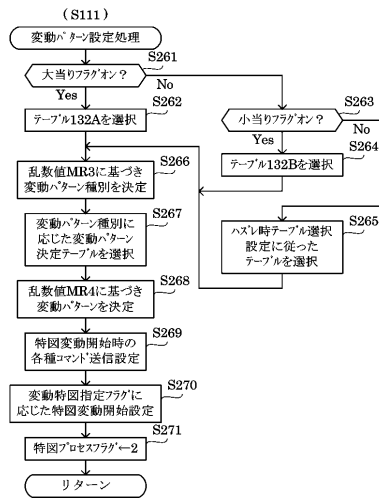 (S111)
変動ﾊﾟﾀｰﾝ設定処理
S261
大当りﾌﾗｸﾞｵﾝ?
No
Yes
S262
S263
テーブル132Aを選択
小当りﾌﾗｸﾞｵﾝ?
No
Yes
S264
テーブル132Bを選択
S266
乱数値MR3に基づき
変動ﾊﾟﾀｰﾝ種別を決定
S267
変動ﾊﾟﾀｰﾝ種別に
応じた変動ﾊﾟﾀｰﾝ
決定テーブルを選択
S265
ﾊｽﾞﾚ時テーブル選択
設定に従った
テーブルを選択
S268
乱数値MR4に基づき
変動ﾊﾟﾀｰﾝを決定
S269
特図変動開始時の
各種ｺﾏﾝﾄﾞ送信設定
S270
変動特図指定ﾌﾗｸﾞに
応じた特図変動開始設定
S271
特図ﾌﾟﾛｾｽﾌﾗｸﾞ←2
リターン